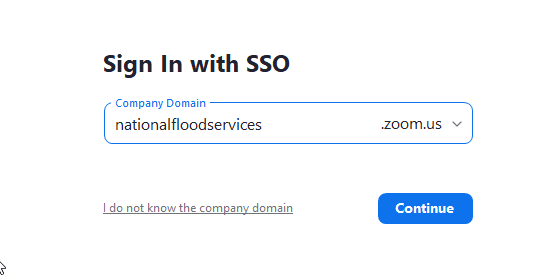 Sign In with SSO
Company Domain
nationalfloodservices .zoom.us
I do not know the company domain Continue